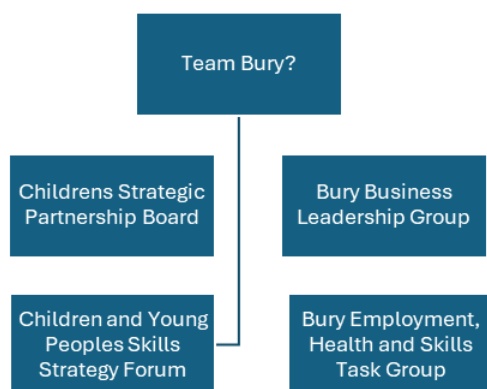 Team Bury?
Childrens Strategic
Partnership Board
Bury Business
Leadership Group
Children and Young
Peoples Skills
Strategy Forum
Bury Employment,
Health and Skills
Task Group